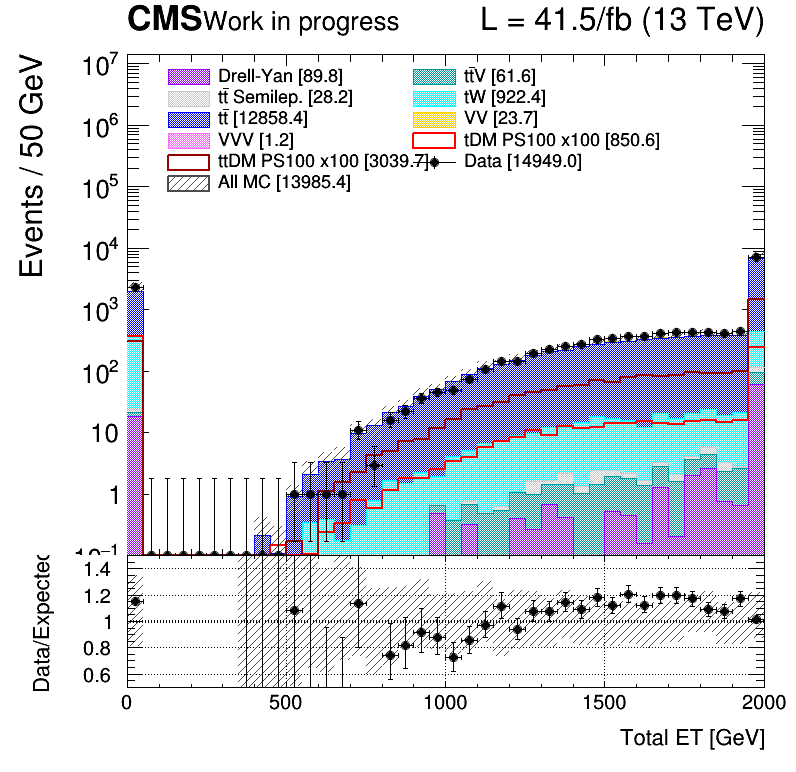 CMS Work in progress L = 41.5/fb (13 TeV)
Events / 50 GeV
10⁷
10⁶
10⁵
10⁴
10³
10²
10
1
10⁻¹
Drell-Yan [89.8] tt̄V [61.6]
tt̄ Semilep. [28.2] tW [922.4]
tt̄ [12858.4] VV [23.7]
VVV [1.2] tDM PS100 x100 [850.6]
ttDM PS100 x100 [3039.7] Data [14949.0]
All MC [13985.4]
Data/Expected
1.4
1.2
1
0.8
0.6
0 500 1000 1500 2000
Total ET [GeV]